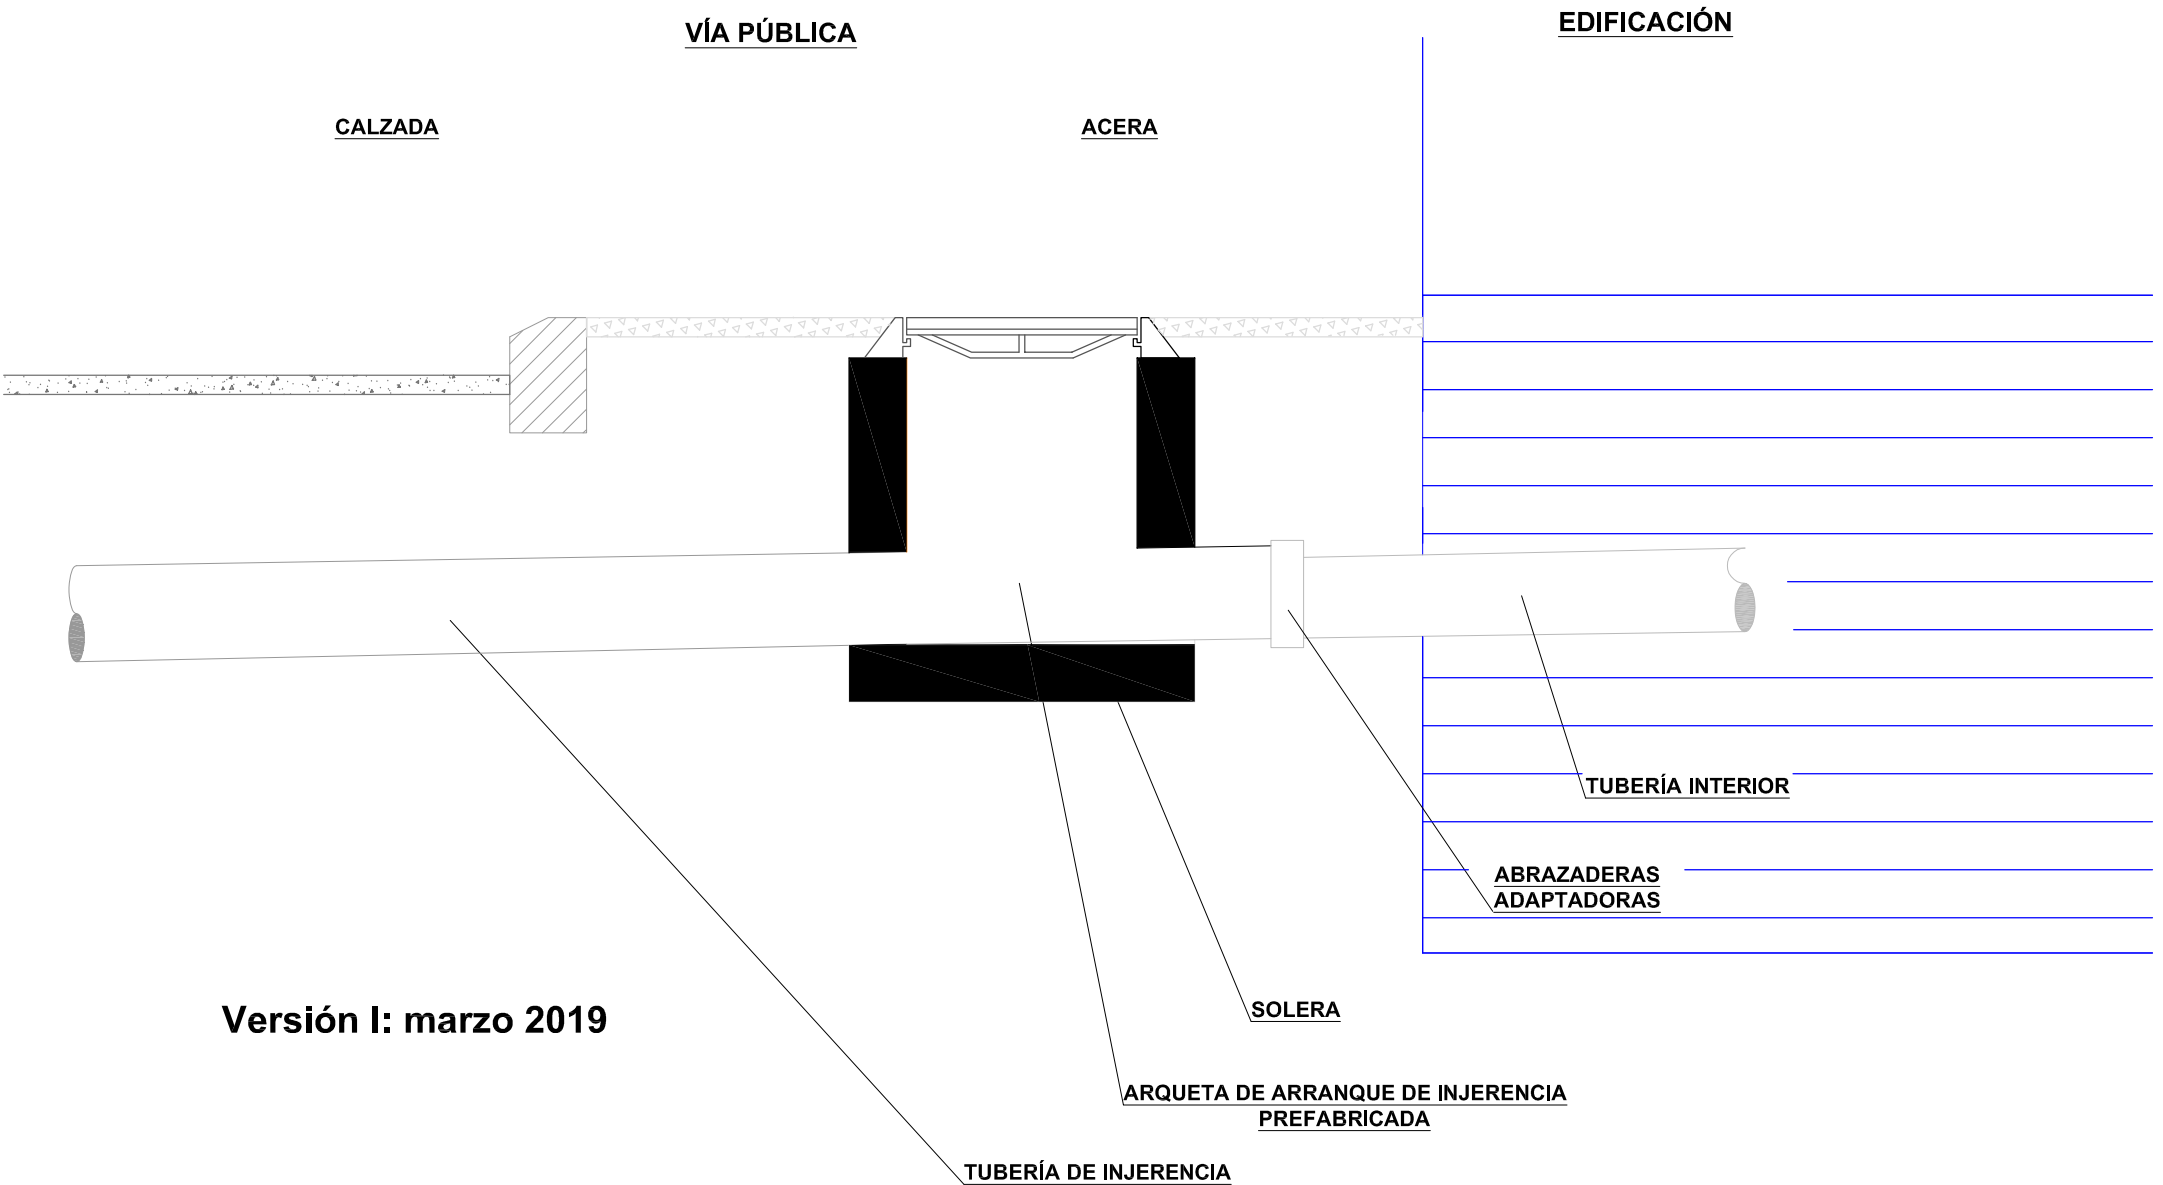 VÍA PÚBLICA
EDIFICACIÓN
CALZADA
ACERA
TUBERÍA INTERIOR
ABRAZADERAS
ADAPTADORAS
SOLERA
Versión I: marzo 2019
ARQUETA DE ARRANQUE DE INJERENCIA
PREFABRICADA
TUBERÍA DE INJERENCIA